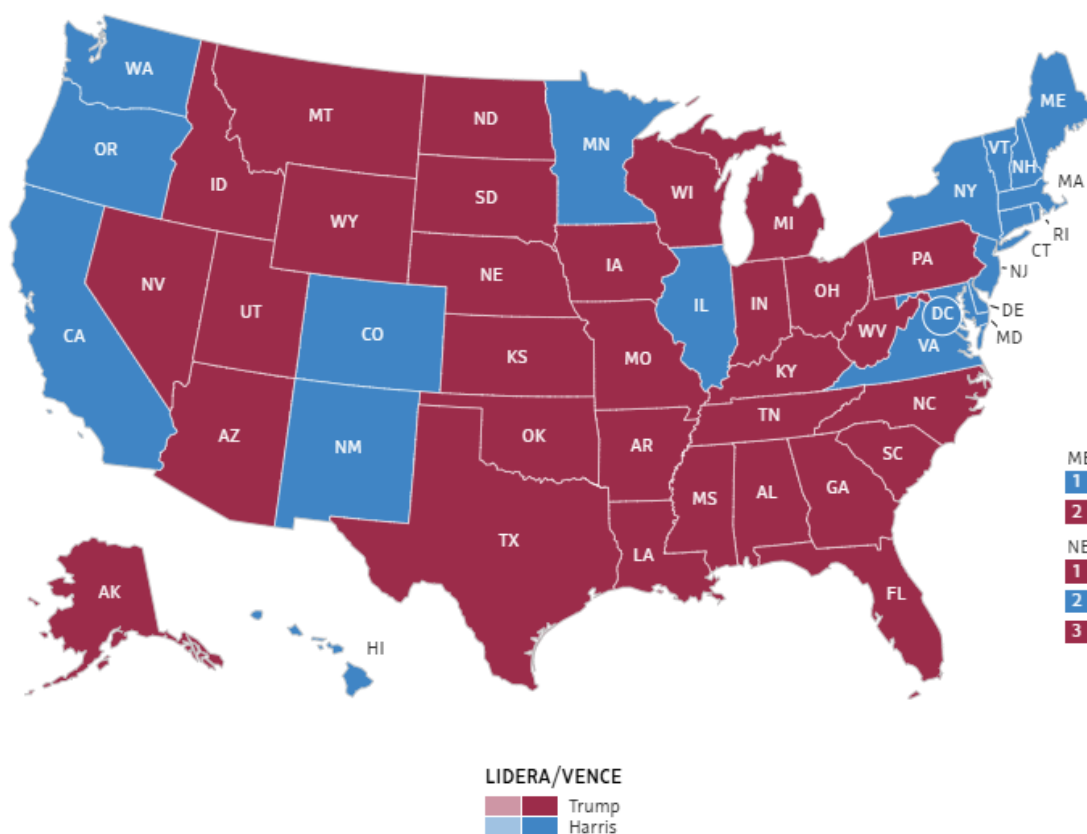 WA
MT
ND
MN
ME
OR
VT
NH
ID
SD
WI
NY
MA
WY
MI
RI
CT
NE
IA
PA
NJ
NV
UT
IL
IN
OH
DC
DE
CA
CO
WV
VA
MD
KS
MO
KY
AZ
NM
OK
AR
TN
NC
SC
MS
AL
GA
ME
1
2
TX
LA
NE
1
2
3
AK
FL
HI
LIDERA/VENCE
Trump
Harris